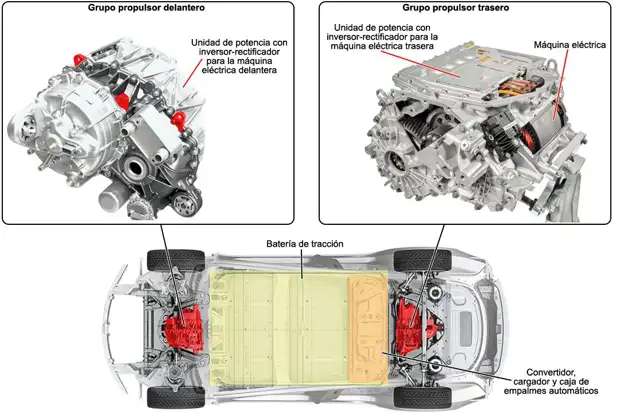 Grupo propulsor delantero
Unidad de potencia con
inversor-rectificador
para la máquina
eléctrica delantera
Grupo propulsor trasero
Unidad de potencia con
inversor-rectificador para la
máquina eléctrica trasera
Máquina eléctrica
Batería de tracción
Convertidor,
cargador y caja de
empalmes automáticos